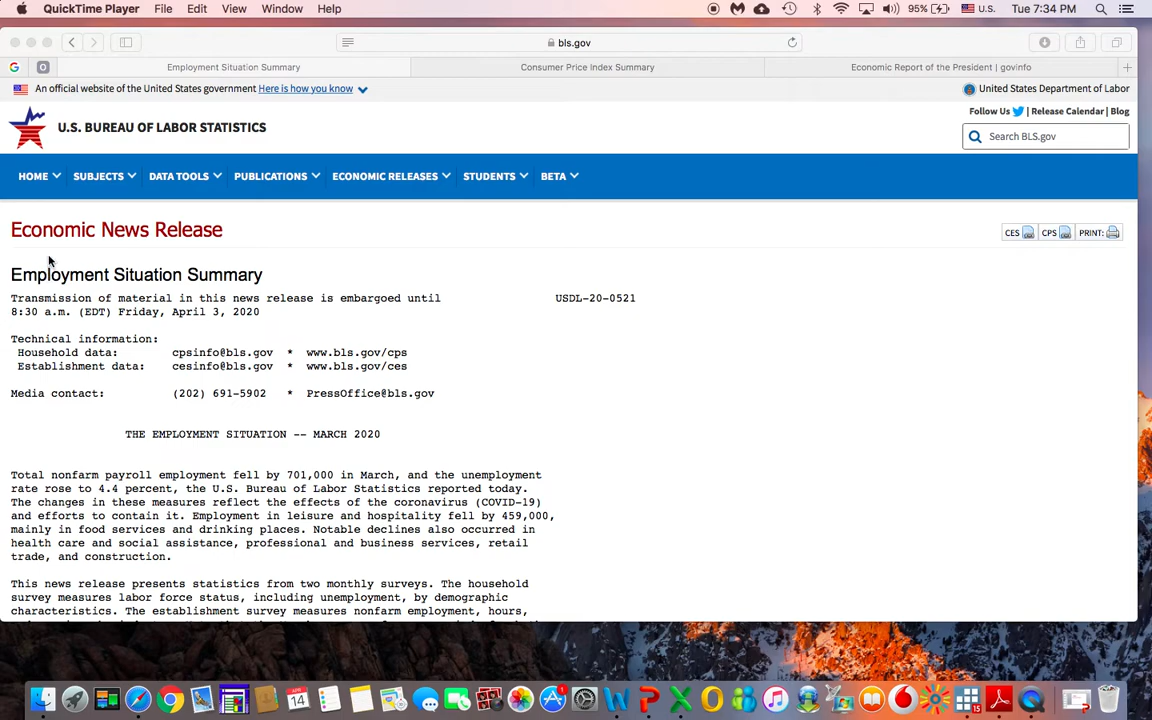 QuickTime Player File Edit View Window Help 95% U.S. Tue 7:34 PM
bls.gov
G O Employment Situation Summary Consumer Price Index Summary Economic Report of the President | govinfo
An official website of the United States government Here is how you know United States Department of Labor
Follow Us | Release Calendar | Blog
U.S. BUREAU OF LABOR STATISTICS
Search BLS.gov
HOME SUBJECTS DATA TOOLS PUBLICATIONS ECONOMIC RELEASES STUDENTS BETA
Economic News Release
CES CPS PRINT:
Employment Situation Summary
Transmission of material in this news release is embargoed until USDL-20-0521
8:30 a.m. (EDT) Friday, April 3, 2020
Technical information:
Household data: cpsinfo@bls.gov * www.bls.gov/cps
Establishment data: cesinfo@bls.gov * www.bls.gov/ces
Media contact: (202) 691-5902 * PressOffice@bls.gov
THE EMPLOYMENT SITUATION -- MARCH 2020
Total nonfarm payroll employment fell by 701,000 in March, and the unemployment
rate rose to 4.4 percent, the U.S. Bureau of Labor Statistics reported today.
The changes in these measures reflect the effects of the coronavirus (COVID-19)
and efforts to contain it. Employment in leisure and hospitality fell by 459,000,
mainly in food services and drinking places. Notable declines also occurred in
health care and social assistance, professional and business services, retail
trade, and construction.
This news release presents statistics from two monthly surveys. The household
survey measures labor force status, including unemployment, by demographic
characteristics. The establishment survey measures nonfarm employment, hours,